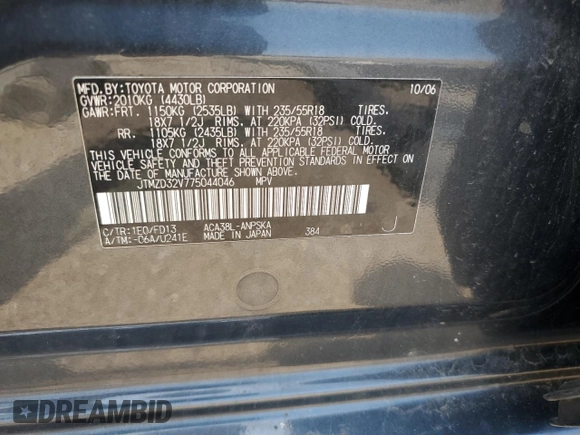 MFD.BY:TOYOTA MOTOR CORPORATION 10/06
GVWR:2010KG (4430LB)
GAWR:FRT. 1150KG (2535LB) WITH 235/55R18 TIRES.
18X7 1/2J RIMS. AT 220KPA (32PSI) COLD.
RR. 1105KG (2435LB) WITH 235/55R18 TIRES.
18X7 1/2J RIMS. AT 220KPA (32PSI) COLD.
THIS VEHICLE CONFORMS TO ALL APPLICABLE FEDERAL MOTOR
VEHICLE SAFETY AND THEFT PREVENTION STANDARDS IN EFFECT
ON THE DATE OF MANUFACTURE SHOWN ABOVE.
JTMZD32V775044046 MPV
C/TR:1E0/FD13 ACA38L-ANPSKA J
A/TM:-06A/U241E MADE IN JAPAN 384
DREAMBID